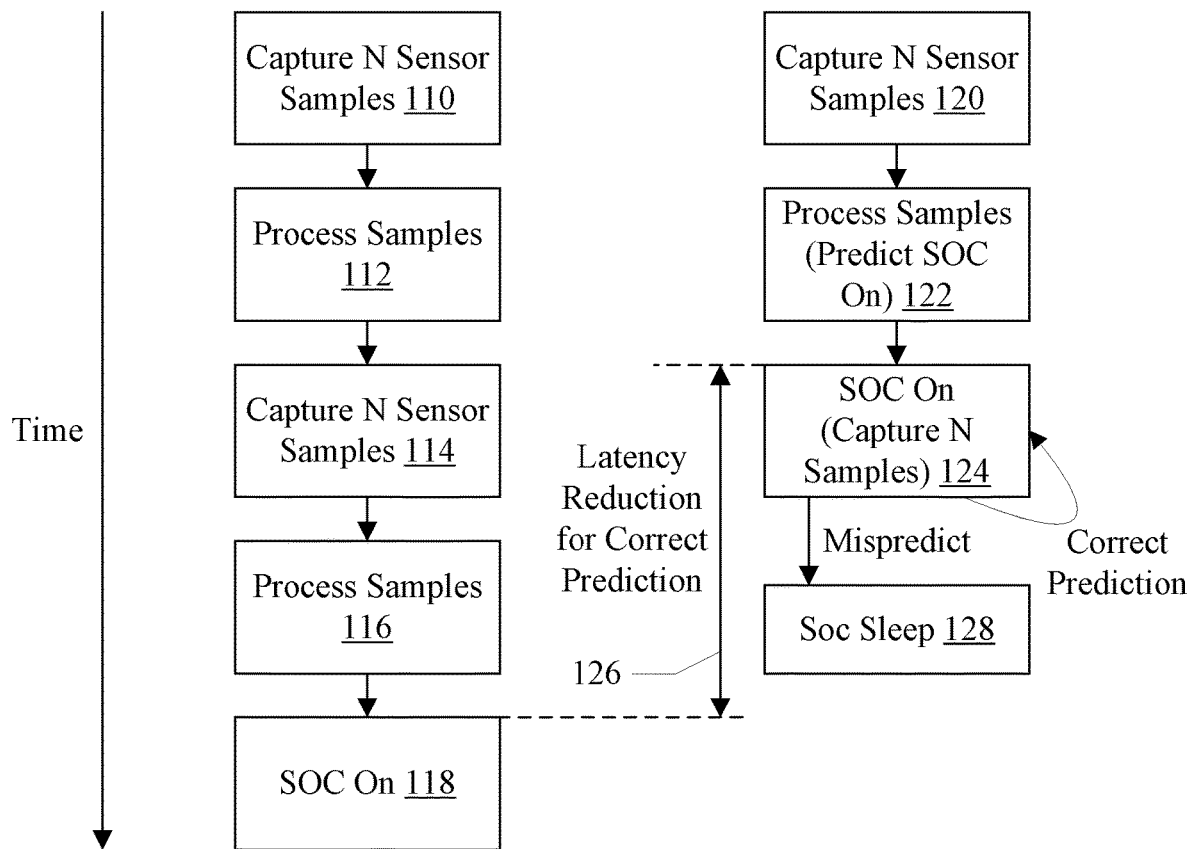 Capture N Sensor
Samples 110
Process Samples
112
Capture N Sensor
Samples 114
Process Samples
116
SOC On 118
Time
Capture N Sensor
Samples 120
Process Samples
(Predict SOC
On) 122
SOC On
(Capture N
Samples) 124
Latency
Reduction
for Correct
Prediction
126
Mispredict
Correct
Prediction
Soc Sleep 128